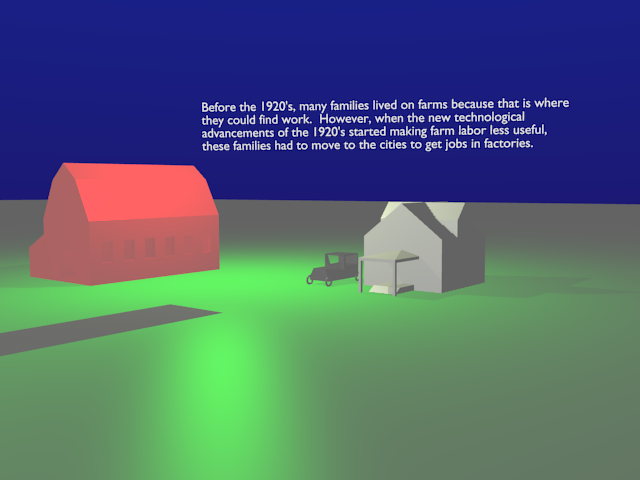 Before the 1920's, many families lived on farms because that is where
they could find work.  However, when the new technological
advancements of the 1920's started making farm labor less useful,
these families had to move to the cities to get jobs in factories.